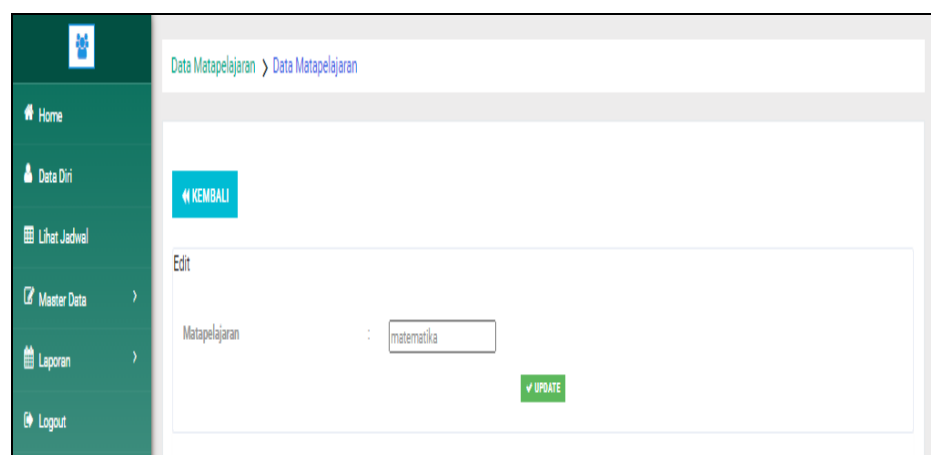 Data Matapelajaran > Data Matapelajaran
Home
Data Diri
Lihat Jadwal
Master Data >
Laporan >
Logout
KEMBALI
Edit
Matapelajaran : matematika
UPDATE